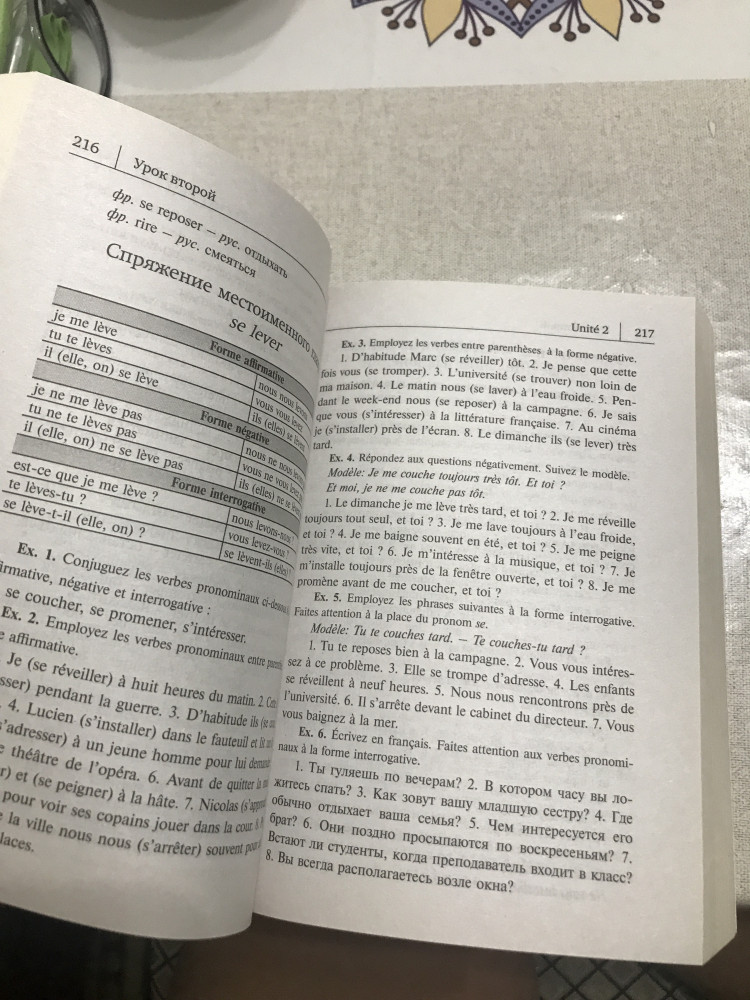 216
Урок второй
фр. se reposer – рус. отдыхать
фр. rire – рус. смеяться
Спряжение местоименного
se lever
Forme affirmative
je me lève
nous nous levons
tu te lèves
vous vous levez
il (elle, on) se lève
ils (elles) se lèvent
Forme négative
je ne me lève pas
nous ne nous
tu ne te lèves pas
vous ne vous
il (elle, on) ne se lève pas
ils (elles) ne se
Forme interrogative
est-ce que je me lève ?
nous levons-nous ?
te lèves-tu ?
vous levez-vous ?
se lève-t-il (elle, on) ?
se lèvent-ils (elles) ?
Ex. 1. Conjuguez les verbes pronominaux
négative et interrogative :
se coucher, se promener, s’intéresser.
Ex. 2. Employez les verbes pronominaux entre
affirmative.
Je (se réveiller) à huit heures du matin. 2.
pendant la guerre. 3. D’habitude ils
4. Lucien (s’installer) dans le fauteuil et
à un jeune homme pour lui
théâtre de l’opéra. 6. Avant de quitter la
et (se peigner) à la hâte. 7. Nicolas
pour voir ses copains jouer dans la cour.
la ville nous nous (s’arrêter) souvent
Unité 2
217
Ex. 3. Employez les verbes entre parenthèses à la forme négative.
1. D’habitude Marc (se réveiller) tôt. 2. Je pense que cette
fois vous (se tromper). 3. L’université (se trouver) non loin de
ma maison. 4. Le matin nous (se laver) à l’eau froide. 5. Pen-
dant le week-end nous (se reposer) à la campagne. 6. Je sais
que vous (s’intéresser) à la littérature française. 7. Au cinéma
je (s’installer) près de l’écran. 8. Le dimanche ils (se lever) très
tard.
Ex. 4. Répondez aux questions négativement. Suivez le modèle.
Modèle: Je me couche toujours très tôt. Et toi ?
Et moi, je ne me couche pas tôt.
1. Le dimanche je me lève très tard, et toi ? 2. Je me réveille
toujours tout seul, et toi ? 3. Je me lave toujours à l’eau froide,
et toi ? 4. Je me baigne souvent en été, et toi ? 5. Je me peigne
très vite, et toi ? 6. Je m’intéresse à la musique, et toi ? 7. Je
m’installe toujours près de la fenêtre ouverte, et toi ? 8. Je me
promène avant de me coucher, et toi ?
Ex. 5. Employez les phrases suivantes à la forme interrogative.
Faites attention à la place du pronom se.
Modèle: Tu te couches tard. — Te couches-tu tard ?
1. Tu te reposes bien à la campagne. 2. Vous vous intéres-
sez à ce problème. 3. Elle se trompe d’adresse. 4. Les enfants
se réveillent à neuf heures. 5. Nous nous rencontrons près de
l’université. 6. Il s’arrête devant le cabinet du directeur. 7. Vous
vous baignez à la mer.
Ex. 6. Écrivez en français. Faites attention aux verbes pronomi-
naux à la forme interrogative.
1. Ты гуляешь по вечерам? 2. В котором часу вы ло-
житесь спать? 3. Как зовут вашу младшую сестру? 4. Где
обычно отдыхает ваша семья? 5. Чем интересуется его
брат? 6. Они поздно просыпаются по воскресеньям? 7.
Встают ли студенты, когда преподаватель входит в класс?
8. Вы всегда располагаетесь возле окна?